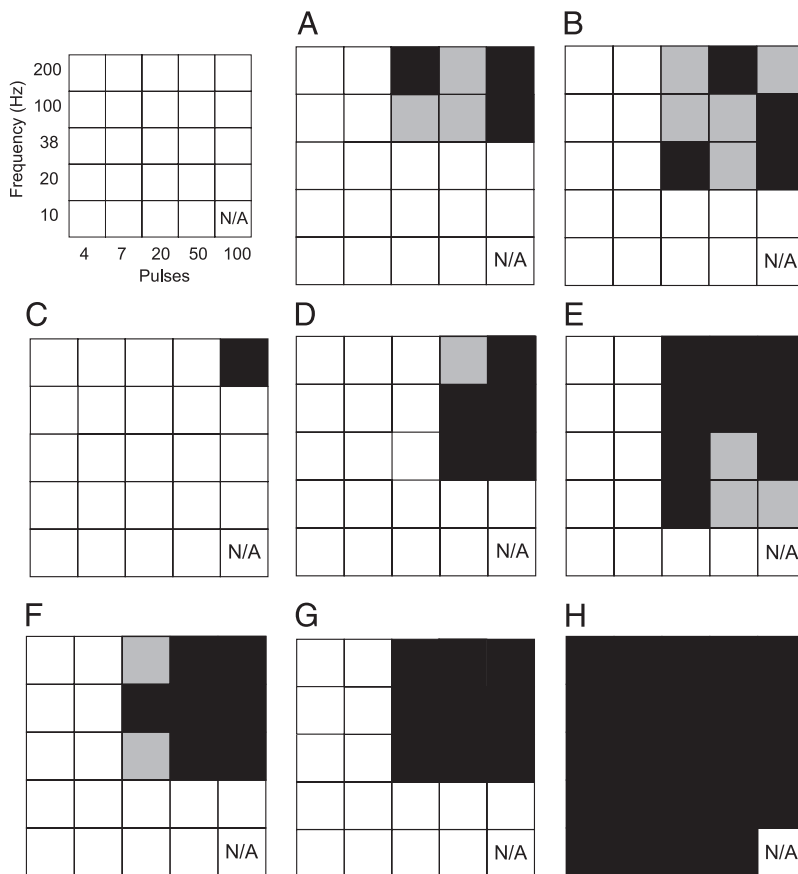 A
B
200
100
38
20
10
Frequency (Hz)
N/A
N/A
N/A
4 7 20 50 100
Pulses
C
D
E
N/A
N/A
N/A
F
G
H
N/A
N/A
N/A